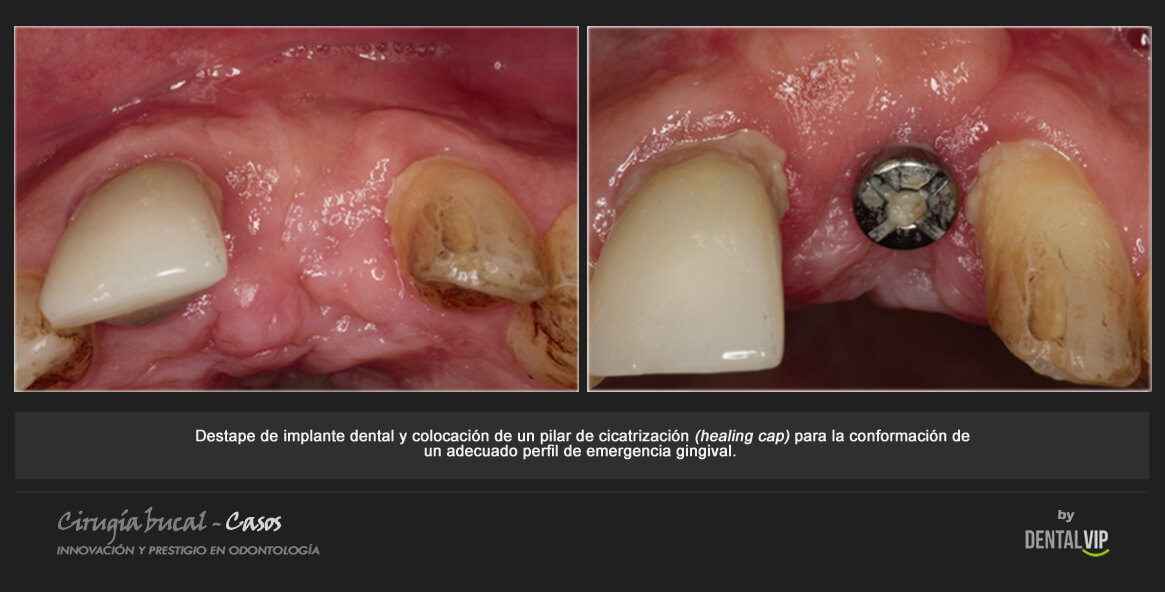 Destape de implante dental y colocación de un pilar de cicatrización (healing cap) para la conformación de
un adecuado perfil de emergencia gingival.
Cirugía bucal - Casos
INNOVACIÓN Y PRESTIGIO EN ODONTOLOGÍA
by
DENTALVIP